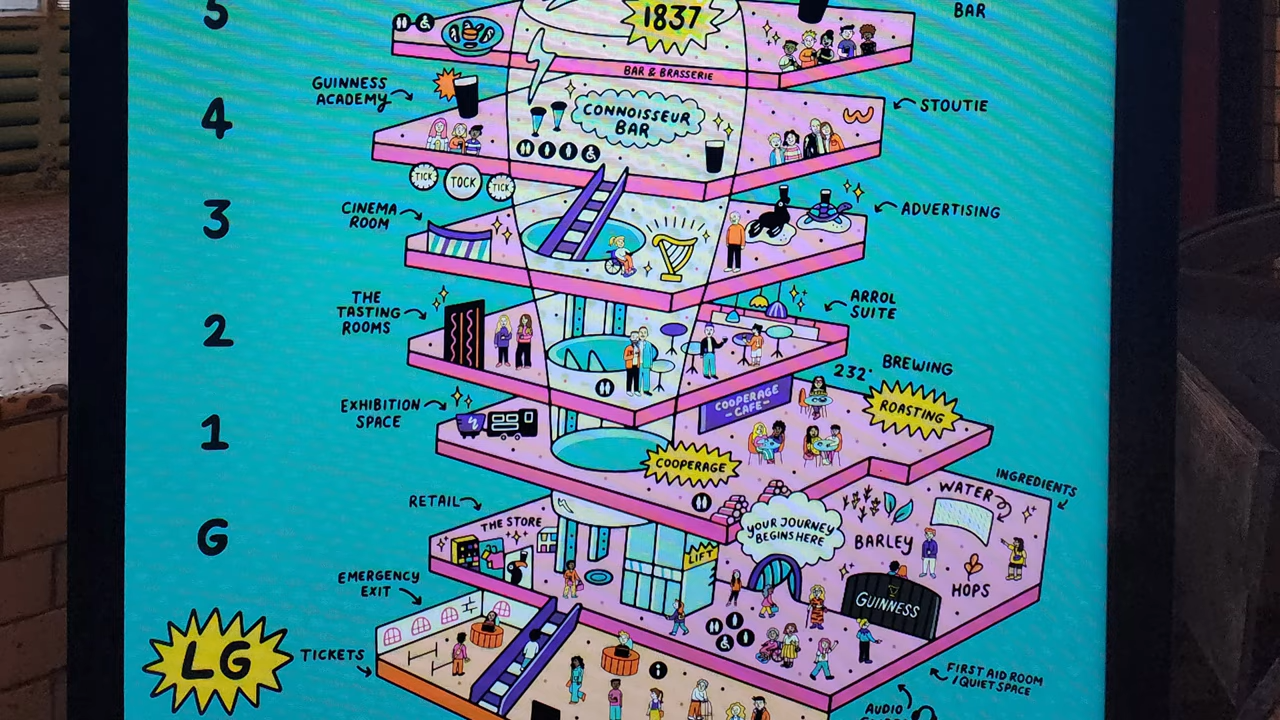 5
1837
BAR
BAR & BRASSERIE
GUINNESS
ACADEMY
4
CONNOISSEUR
BAR
STOUTIE
TICK
TOCK
TICK
3
CINEMA
ROOM
ADVERTISING
THE
TASTING
ROOMS
2
ARROL
SUITE
232°
BREWING
EXHIBITION
SPACE
1
COOPERAGE
-CAFE-
ROASTING
COOPERAGE
INGREDIENTS
RETAIL
THE STORE
WATER
G
LIFT
YOUR JOURNEY
BEGINS HERE
BARLEY
HOPS
GUINNESS
EMERGENCY
EXIT
LG
TICKETS
FIRST AID ROOM
/QUIET SPACE
AUDIO